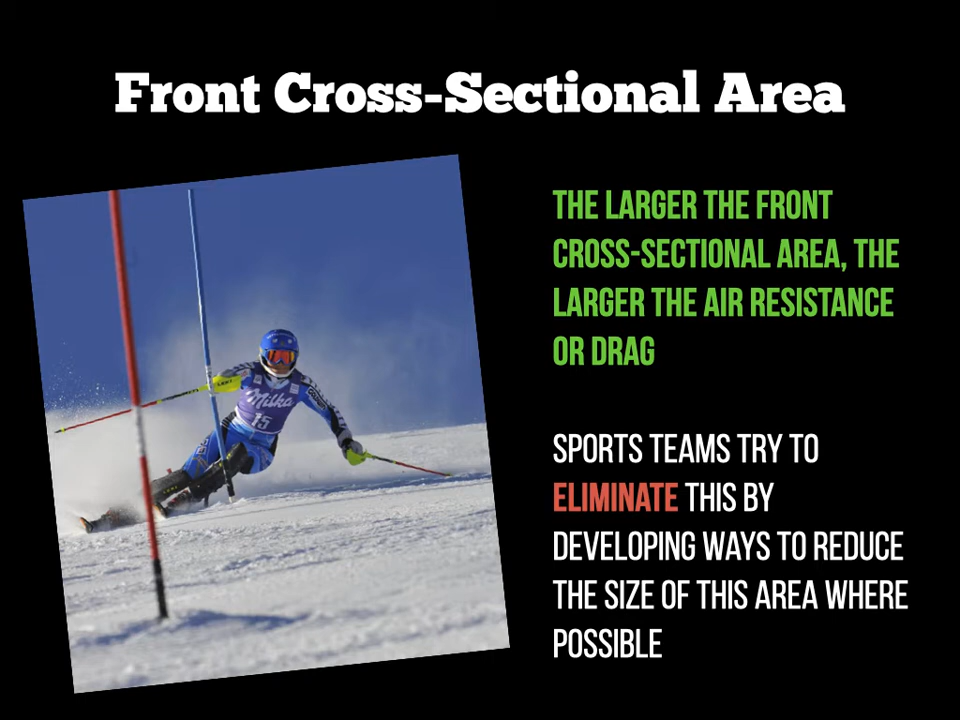 Front Cross-Sectional Area
THE LARGER THE FRONT
CROSS-SECTIONAL AREA, THE
LARGER THE AIR RESISTANCE
OR DRAG
SPORTS TEAMS TRY TO
ELIMINATE THIS BY
DEVELOPING WAYS TO REDUCE
THE SIZE OF THIS AREA WHERE
POSSIBLE
Milka
15